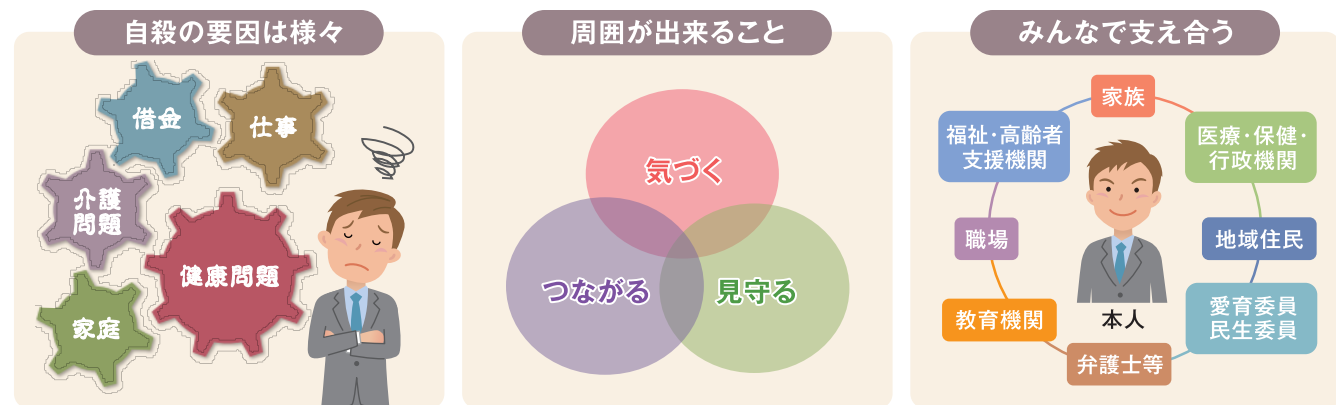 自殺の要因は様々
借金
仕事
介護
問題
健康問題
家庭
周囲が出来ること
気づく
つながる
見守る
みんなで支え合う
家族
福祉・高齢者
支援機関
医療・保健・
行政機関
職場
地域住民
教育機関
本人
愛育委員
民生委員
弁護士等